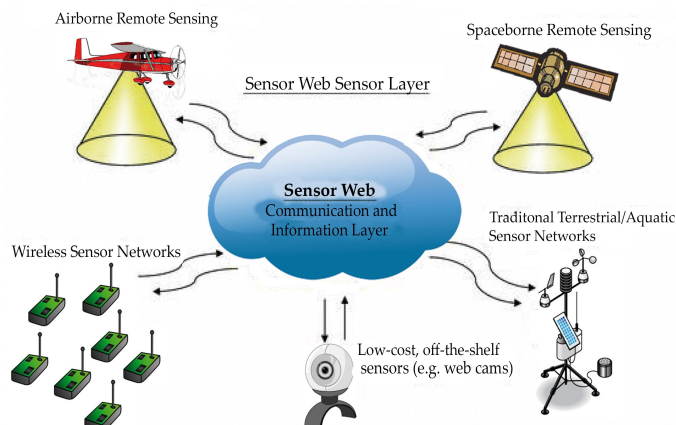 Airborne Remote Sensing
Spaceborne Remote Sensing
Sensor Web Sensor Layer
Sensor Web
Communication and
Information Layer
Traditonal Terrestrial/Aquatic
Sensor Networks
Wireless Sensor Networks
Low-cost, off-the-shelf
sensors (e.g. web cams)